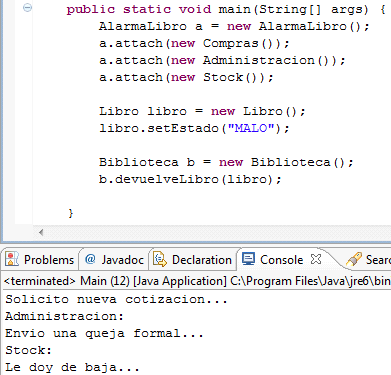 public static void main(String[] args) {
AlarmaLibro a = new AlarmaLibro();
a.attach(new Compras());
a.attach(new Administracion());
a.attach(new Stock());
Libro libro = new Libro();
libro.setEstado("MALO");
Biblioteca b = new Biblioteca();
b.devuelveLibro(libro);
}
Problems @ Javadoc Declaration Console Sear
<terminated> Main (12) [Java Application] C:\Program Files\Java\jre6\bin
Solicito nueva cotizacion...
Administracion:
Envio una queja formal...
Stock:
Le doy de baja...